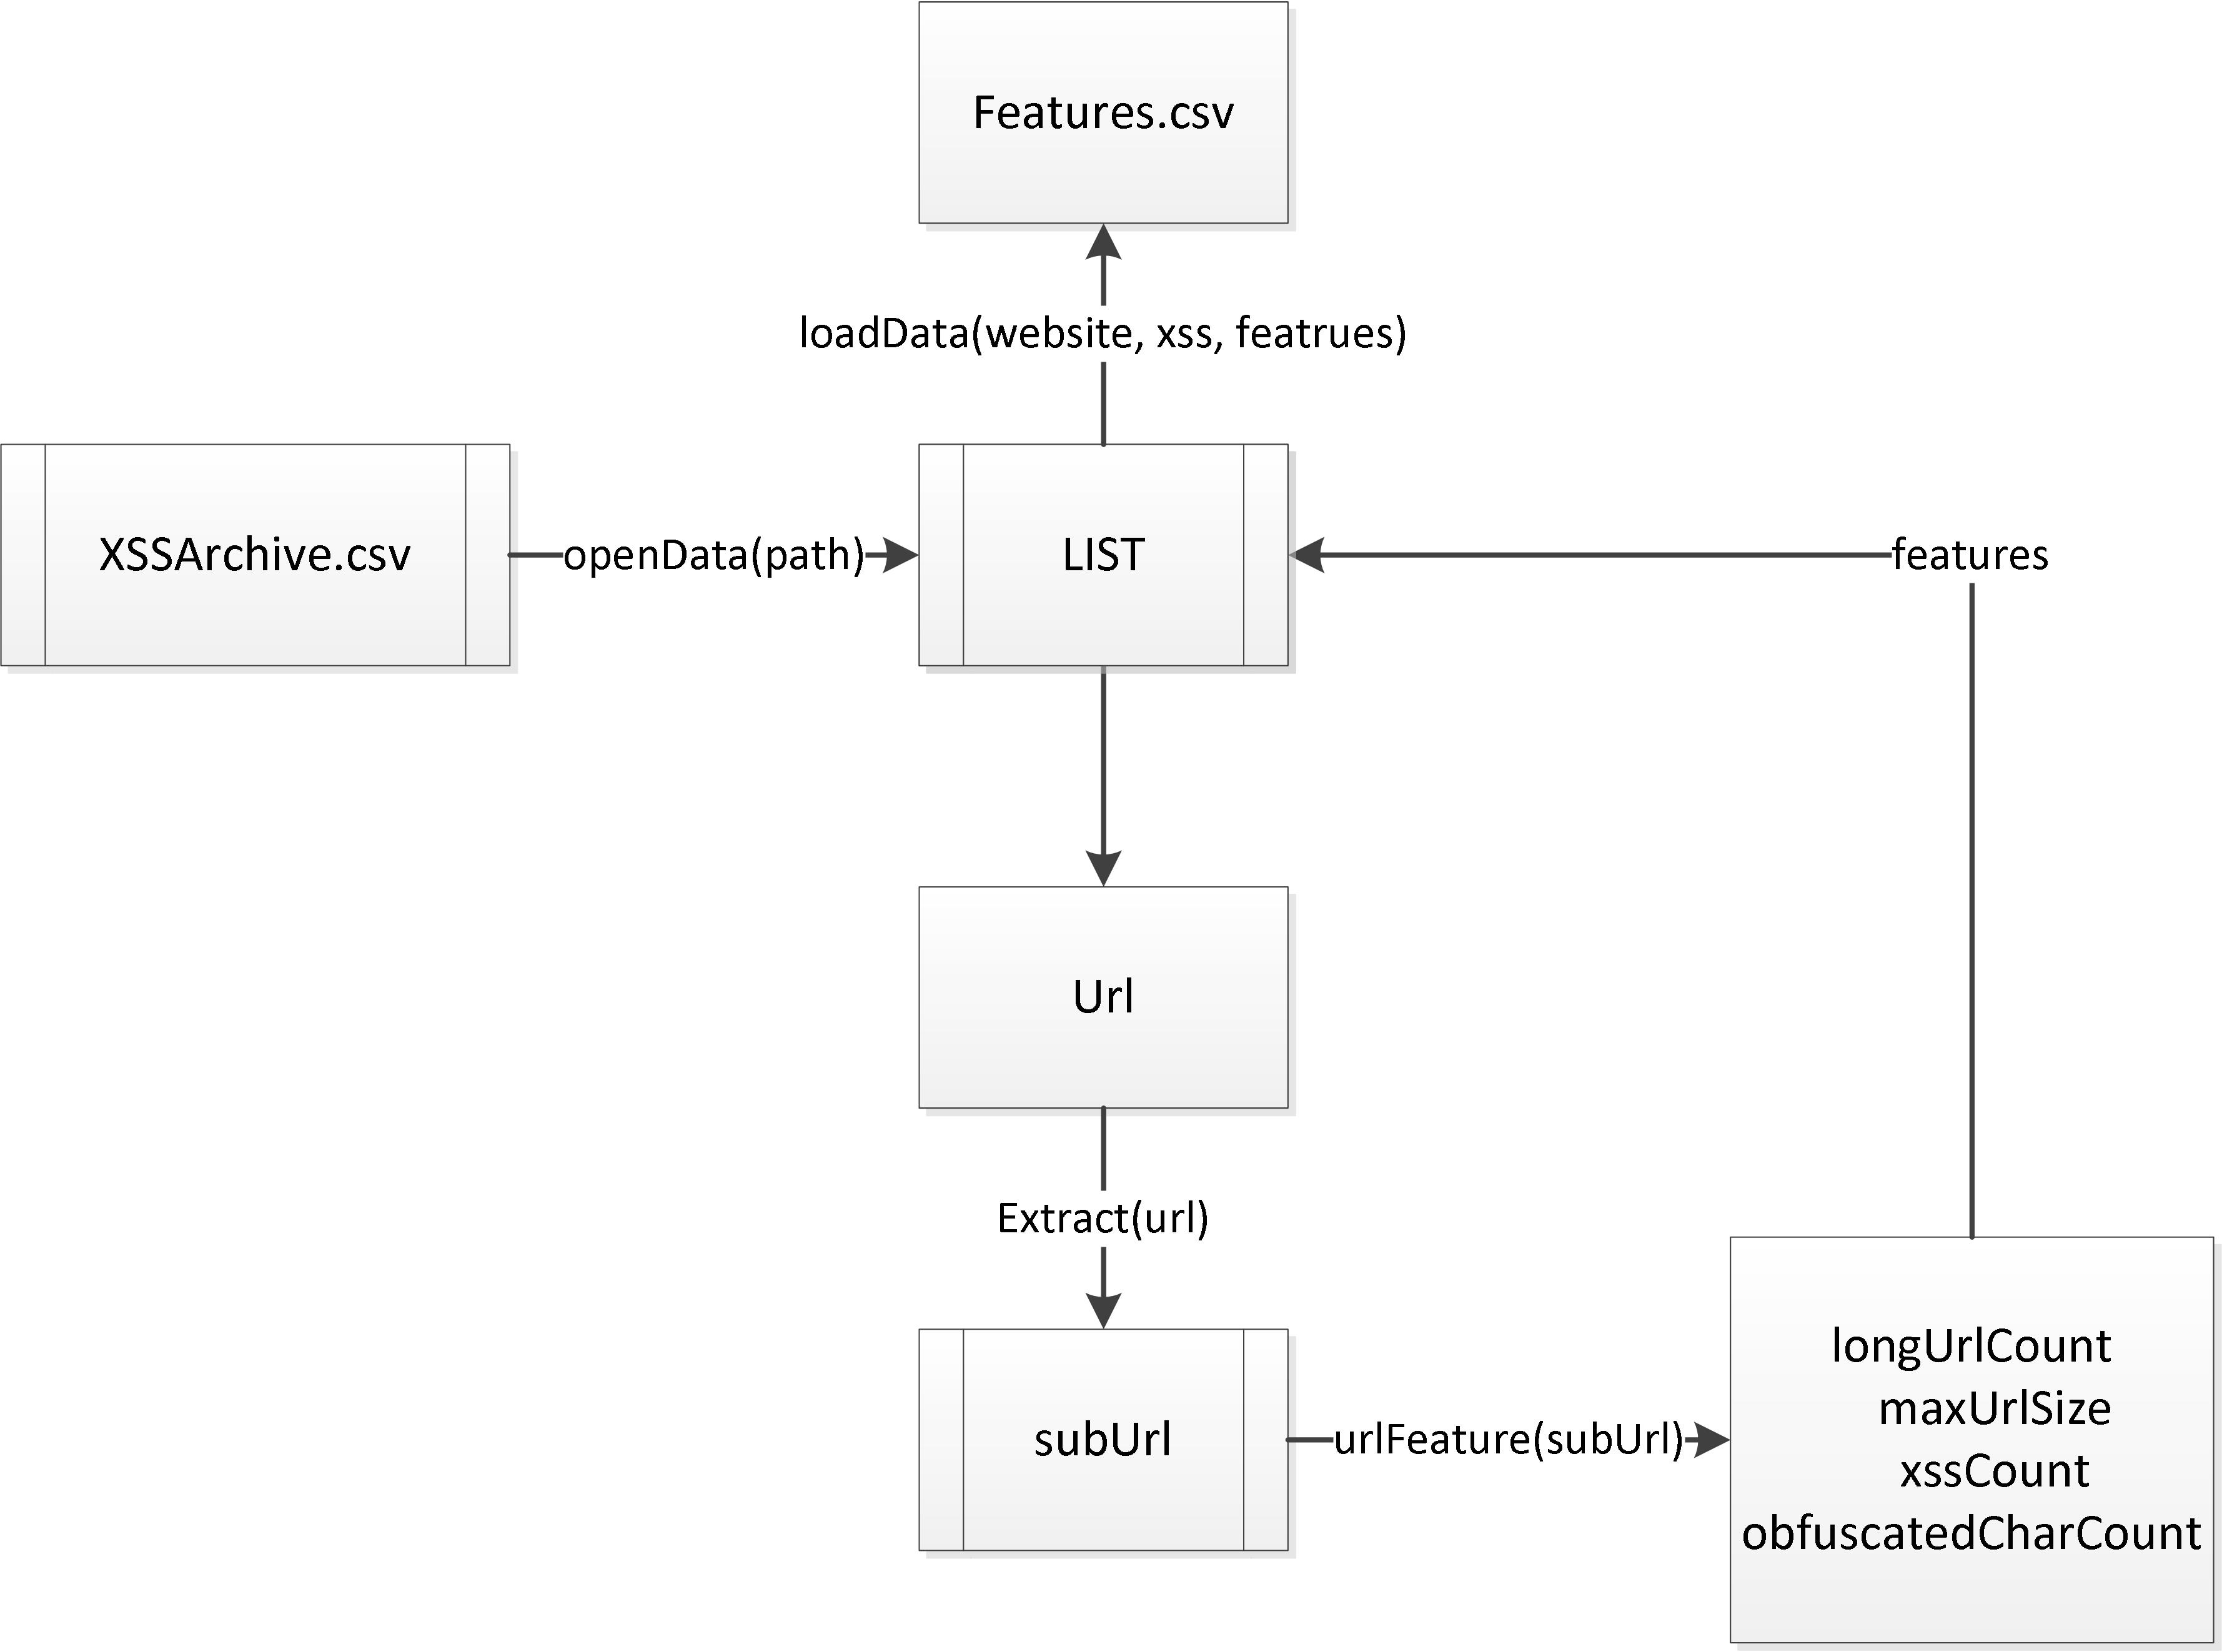 Features.csv
loadData(website, xss, featrues)
XSSArchive.csv
openData(path)
LIST
features
Url
Extract(url)
subUrl
urlFeature(subUrl)
longUrlCount
maxUrlSize
xssCount
obfuscatedCharCount